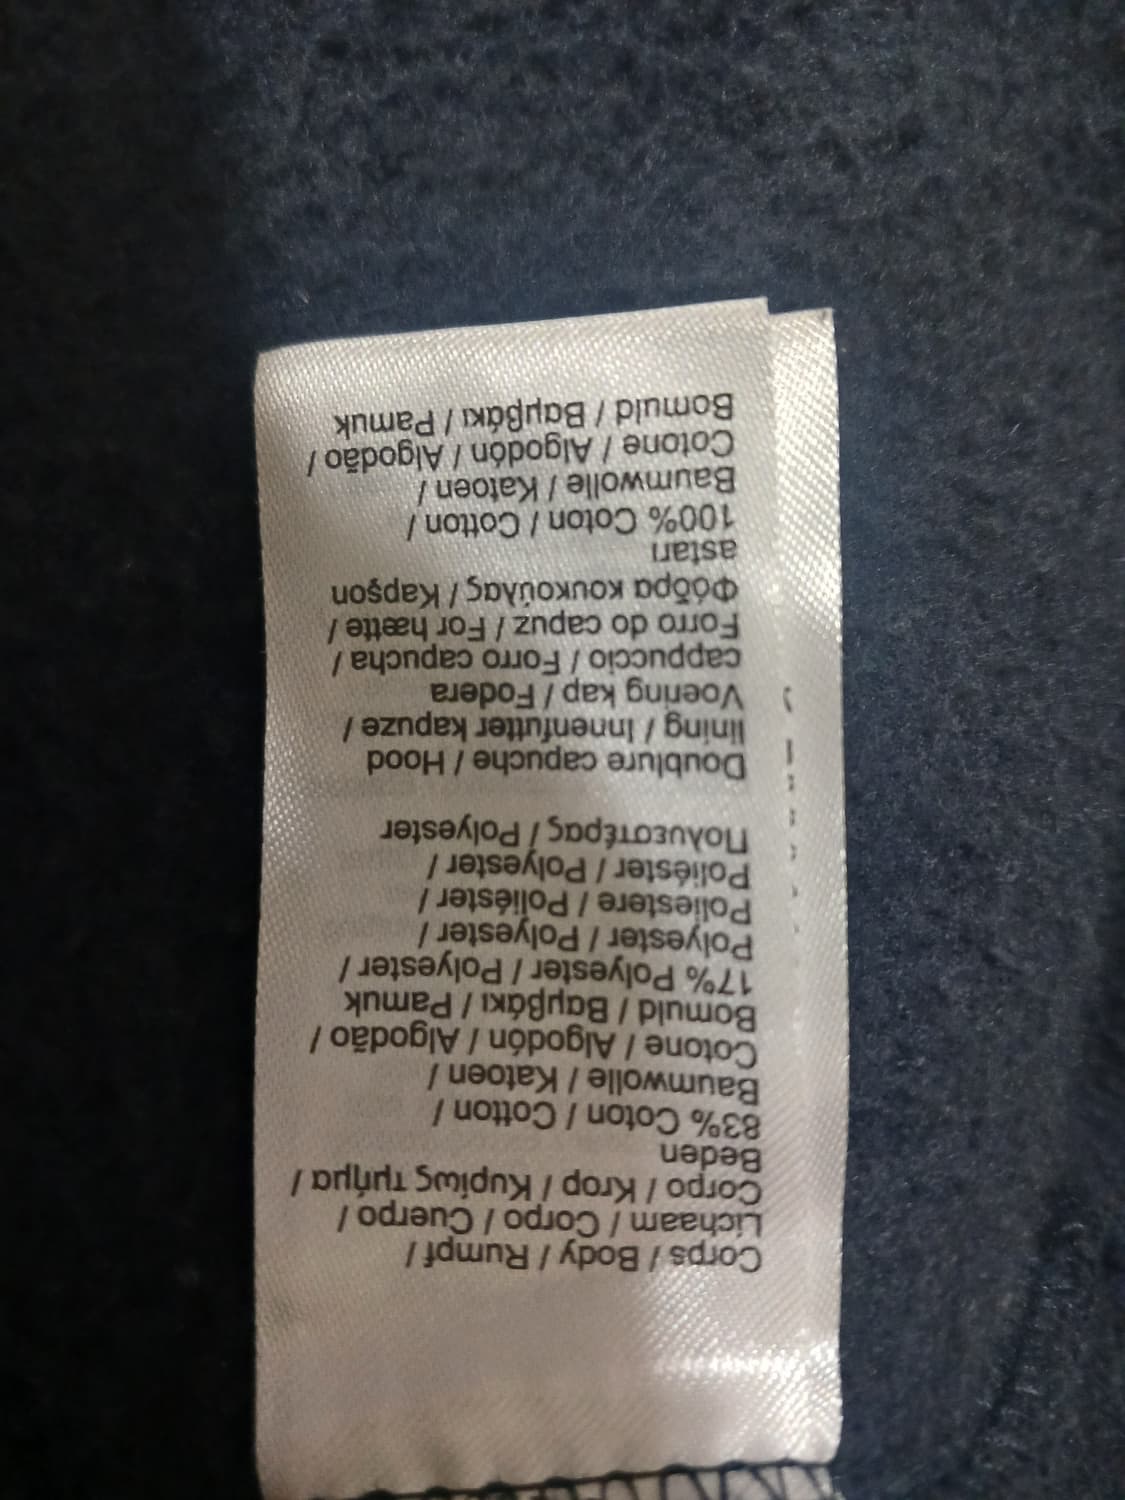 Corps / Body / Rumpf /
Lichaam / Corpo / Cuerpo /
Corpo / Krop / Κυρίως τμήμα /
Beden
83% Coton / Cotton /
Baumwolle / Katoen /
Cotone / Algodón / Algodão /
Bomuld / Βαμβάκι / Pamuk
17% Polyester / Polyester /
Polyester / Polyester /
Poliestere / Poliéster /
Poliéster / Polyester /
Πολυεστέρας / Polyester
Doublure capuche / Hood
lining / Innenfutter kapuze /
Voering kap / Fodera
cappuccio / Forro capucha /
Forro do capuz / For hætte /
Φόδρα κουκούλας / Kapşon
astarı
100% Coton / Cotton /
Baumwolle / Katoen /
Cotone / Algodón / Algodão /
Bomuld / Βαμβάκι / Pamuk